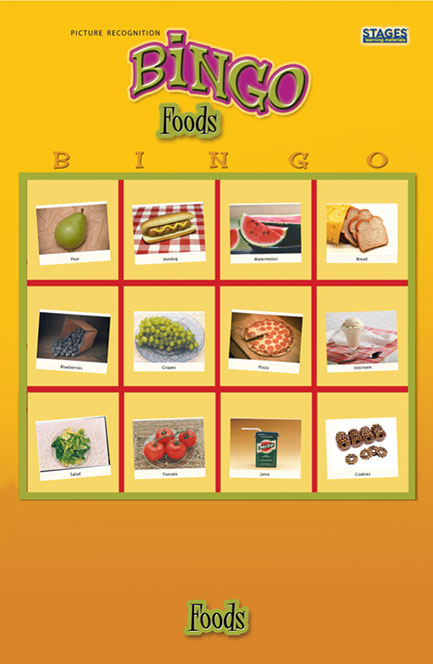 PICTURE RECOGNITION
STAGES
learning materials
BiNGO
Foods
B I N G O
Pear
Hotdog
Watermelon
Bread
Blueberries
Grapes
Pizza
Icecream
Salad
Tomato
Juice
Cookies
Foods